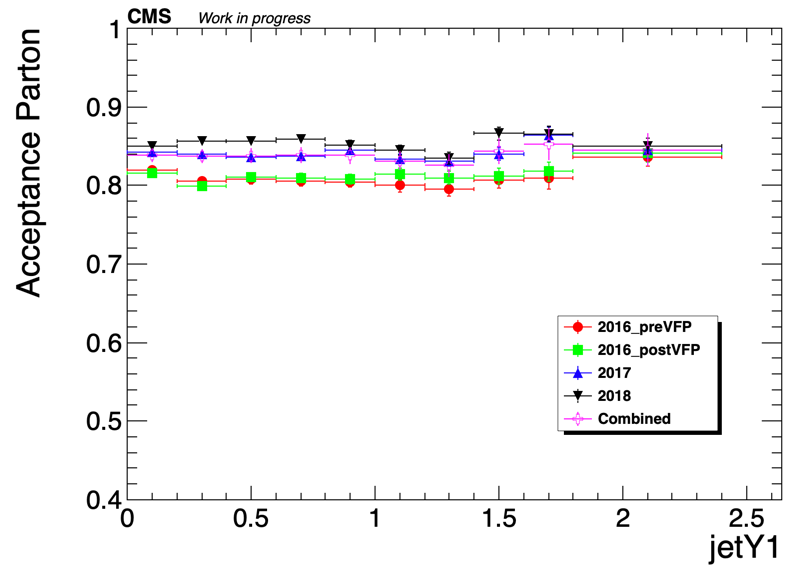 CMS Work in progress
Acceptance Parton
1
0.9
0.8
0.7
0.6
0.5
0.4
2016_preVFP
2016_postVFP
2017
2018
Combined
0 0.5 1 1.5 2 2.5
jetY1